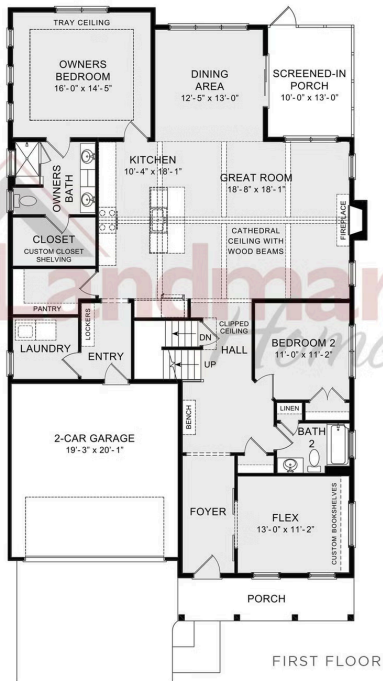 TRAY CEILING
OWNERS
BEDROOM
16'-0" x 14'-5"
DINING
AREA
12'-5" x 13'-0"
SCREENED-IN
PORCH
10'-0" x 13'-0"
KITCHEN
10'-4" x 18'-1"
GREAT ROOM
18'-8" x 18'-1"
OWNERS
BATH
FIREPLACE
CATHEDRAL
CEILING WITH
WOOD BEAMS
CLOSET
CUSTOM CLOSET
SHELVING
Landmar
Home
PANTRY
LOCKERS
LAUNDRY
ENTRY
CLIPPED
CEILING
DN
HALL
UP
BEDROOM 2
11'-0" x 11'-2"
BENCH
LINEN
BATH
2
2-CAR GARAGE
19'-3" x 20'-1"
FOYER
FLEX
13'-0" x 11'-2"
CUSTOM BOOKSHELVES
PORCH
FIRST FLOOR